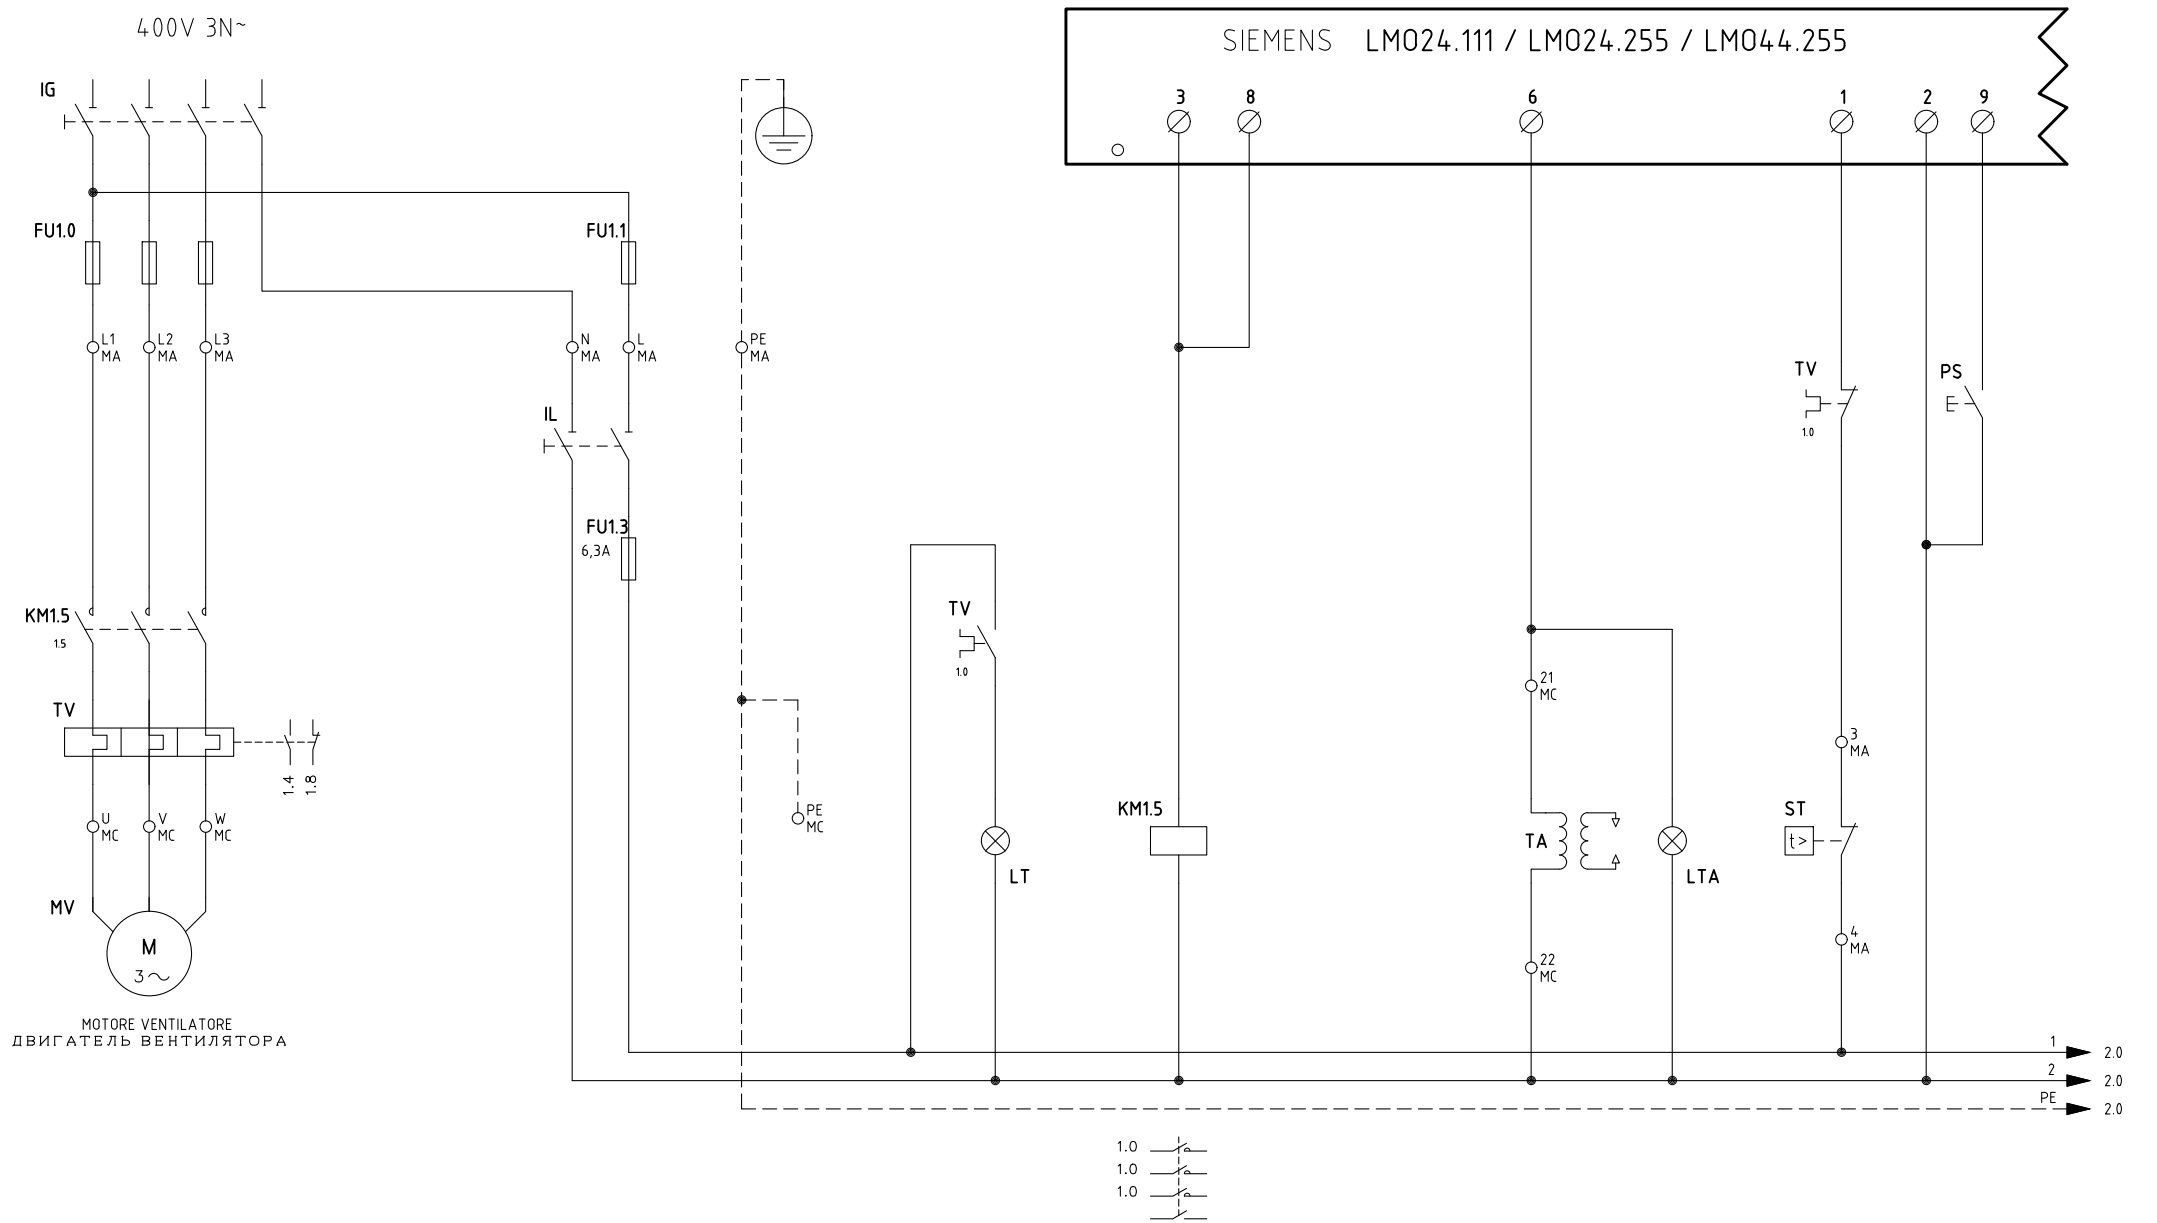 400V 3N~
SIEMENS LMO24.111 / LMO24.255 / LMO44.255
IG
3 8 6 1 2 9
FU1.0
FU1.1
L1
MA
L2
MA
L3
MA
N
MA
L
MA
PE
MA
TV
1.0
PS
IL
FU1.3
6,3A
KM1.5
1.5
TV
1.0
21
MC
TV
1.4
1.8
3
MA
U
MC
V
MC
W
MC
PE
MC
LT
KM1.5
TA
LTA
ST
t>
MV
M
3~
22
MC
4
MA
MOTORE VENTILATORE
ДВИГАТЕЛЬ ВЕНТИЛЯТОРА
1 2.0
2 2.0
PE 2.0
1.0
1.0
1.0